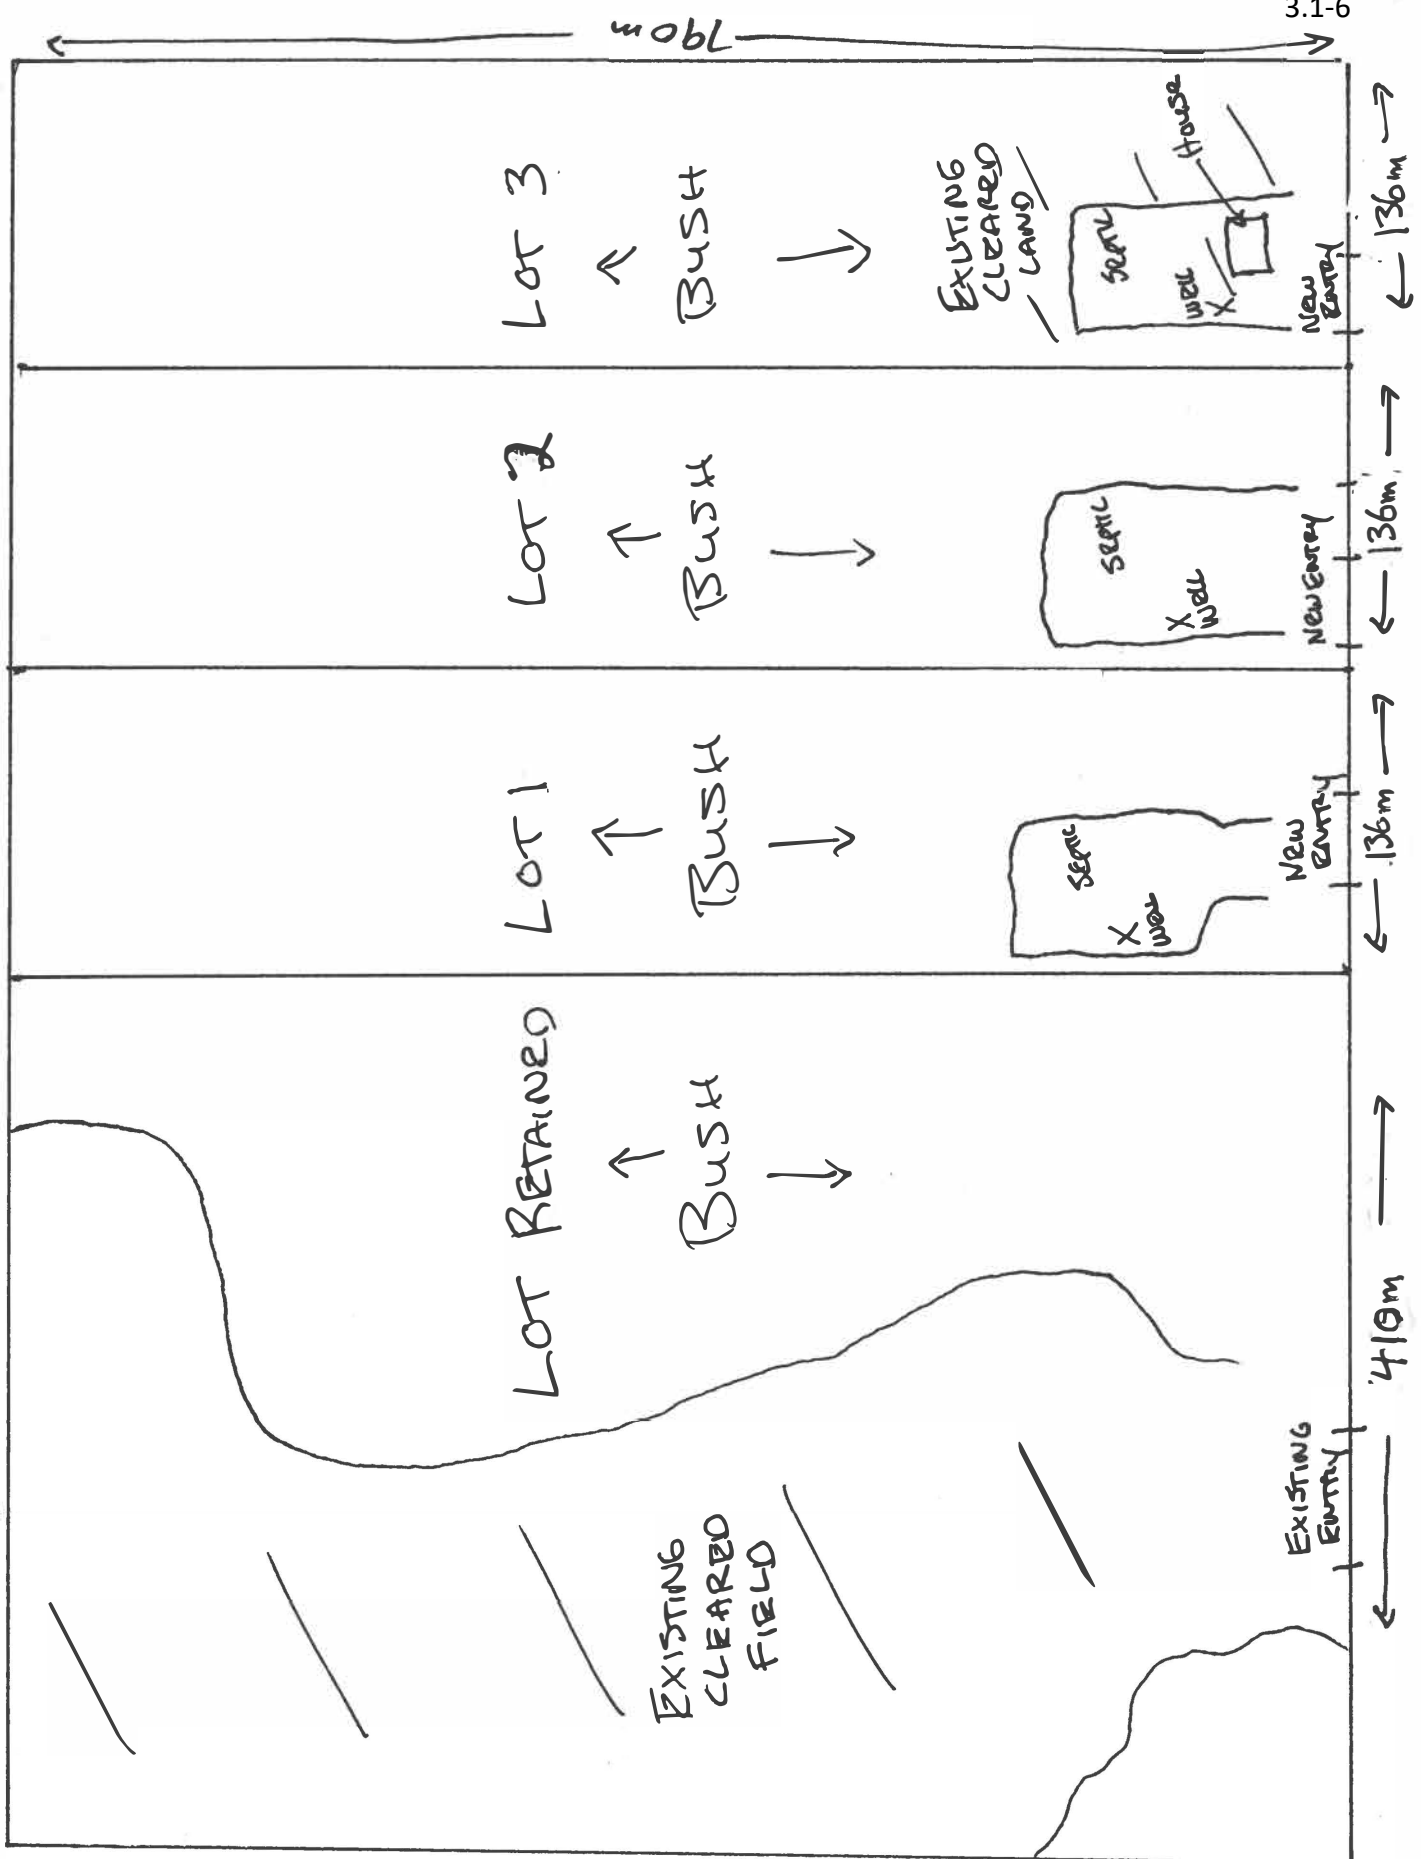 3.1-6
790m
LOT RETAINED
BUSH
EXISTING
CLEARED
FIELD
EXISTING
ENTRY
410m
LOT 1
BUSH
SEPTIC
X
WELL
NEW
ENTRY
136m
LOT 2
BUSH
SEPTIC
X
WELL
NEW ENTRY
136m
LOT 3
BUSH
EXISTING
CLEARED
LAND
SEPTIC
WELL
X
HOUSE
NEW
ENTRY
136m